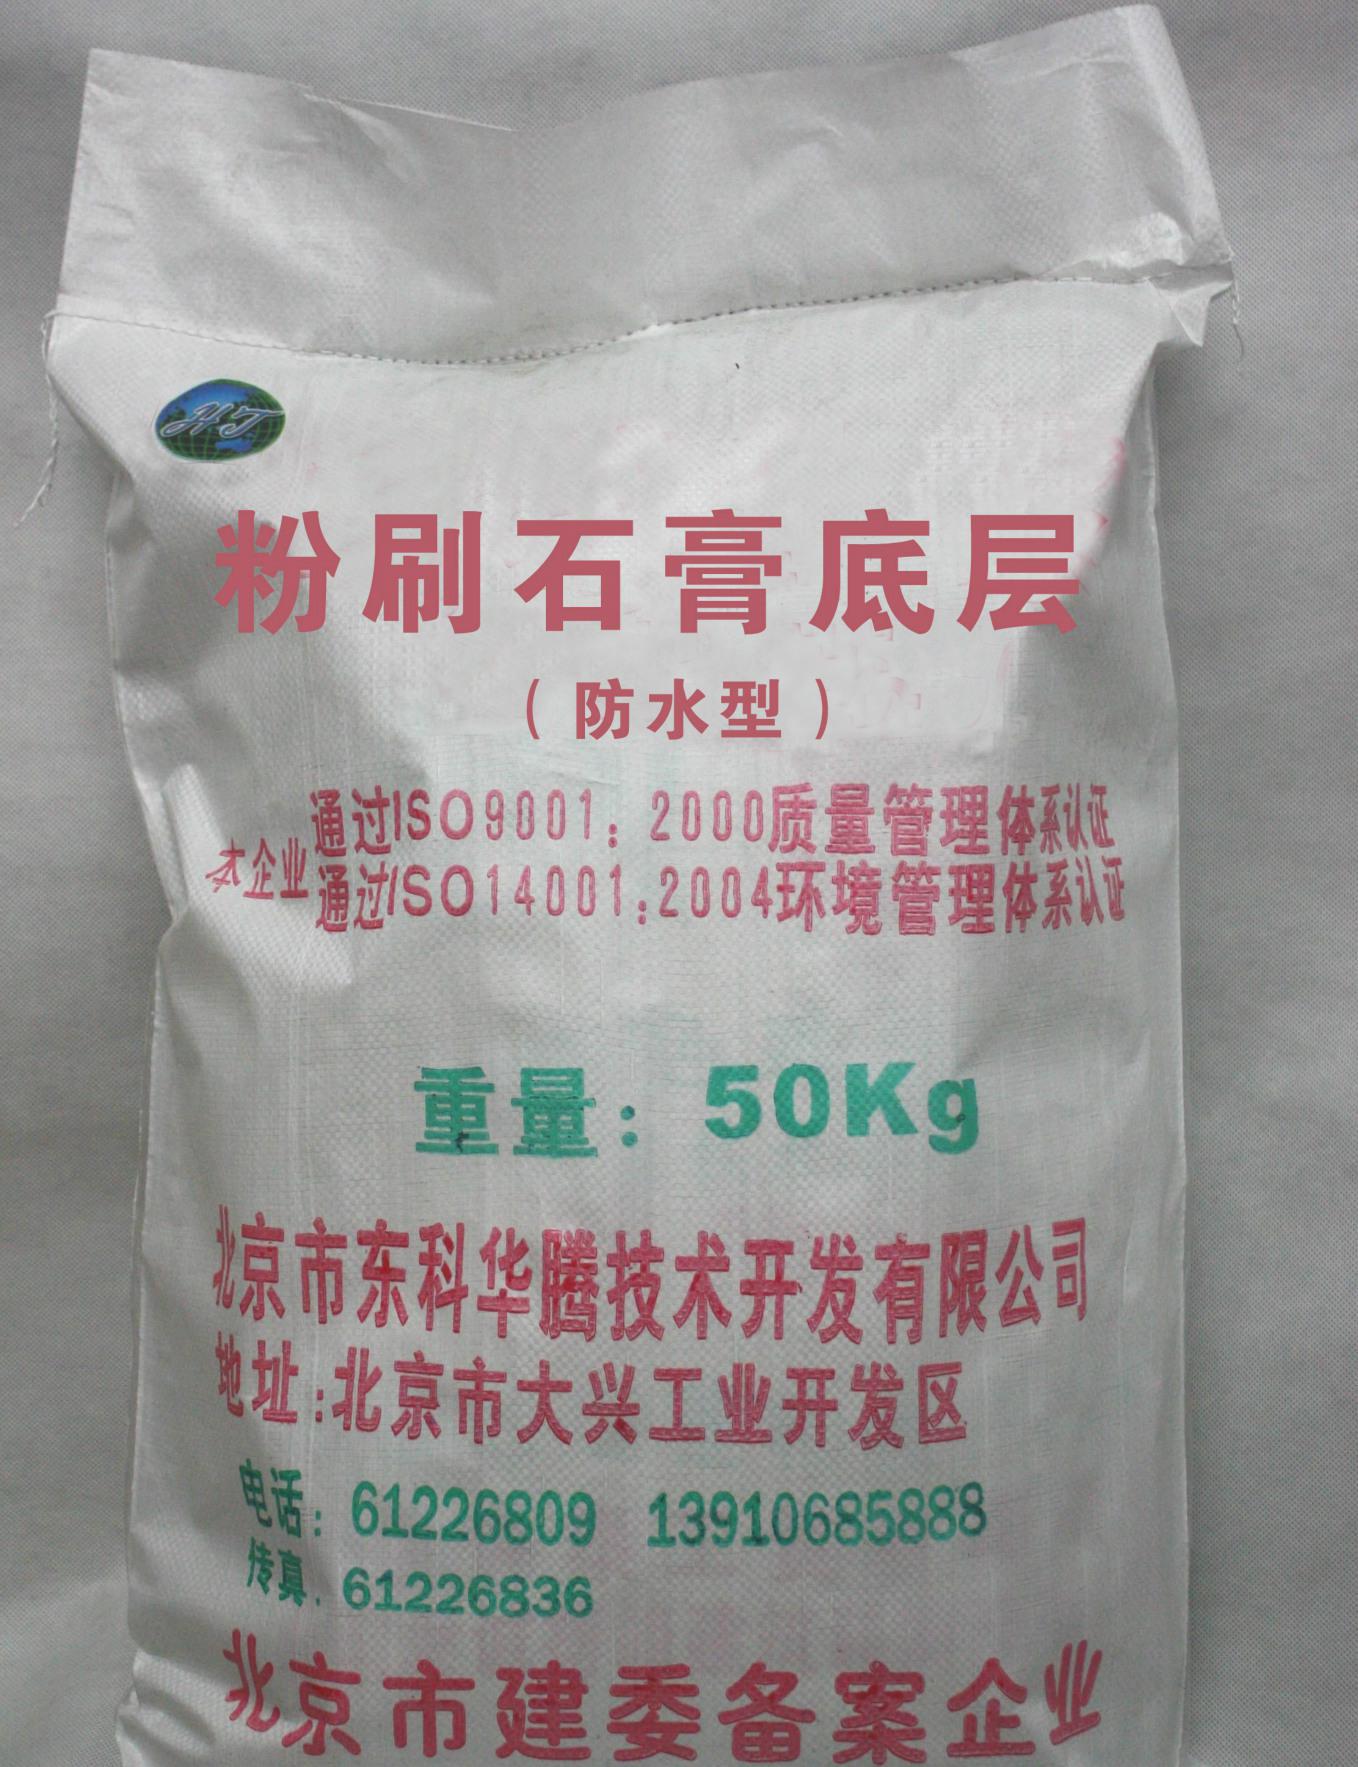 HT
粉刷石膏底层
（防水型）
本企业
通过ISO9001：2000质量管理体系认证
通过ISO14001：2004环境管理体系认证
重量：50Kg
北京市东科华腾技术开发有限公司
地址：北京市大兴工业开发区
电话：61226809 13910685888
传真：61226836
北京市建委备案企业